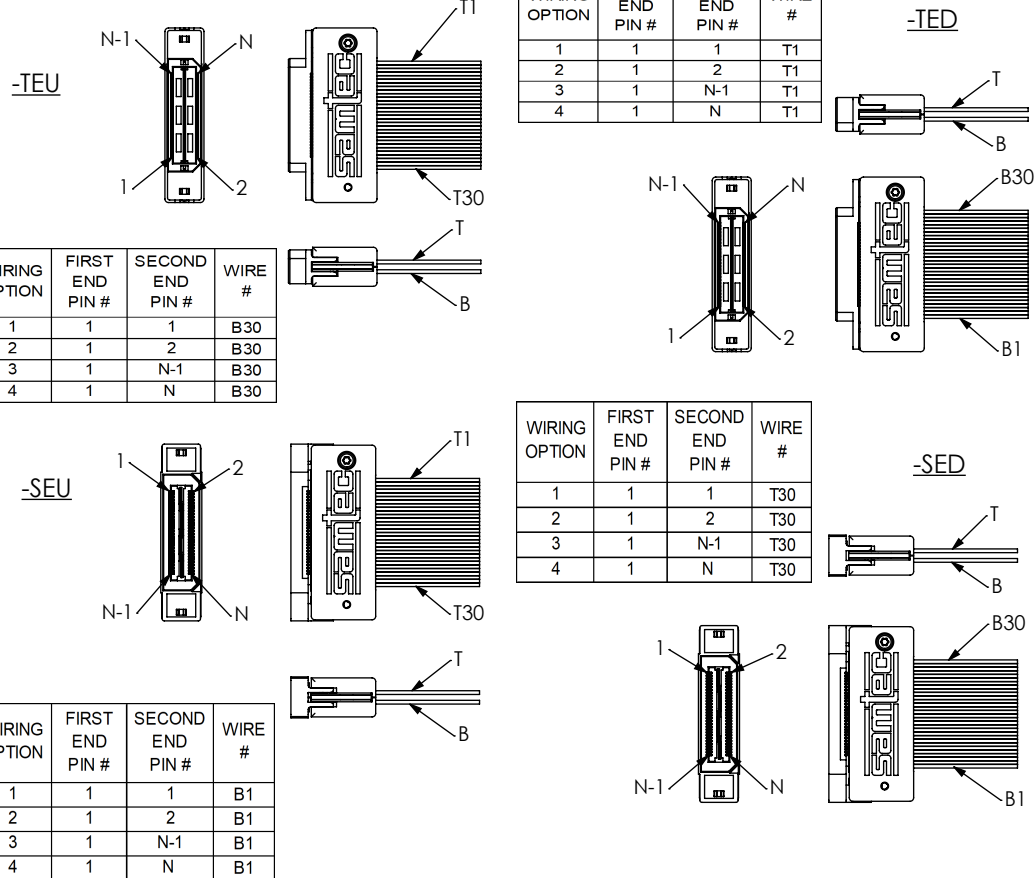 -TEU
N-1
N
1
2
T1
samtec
T30
T
B
FIRST END PIN #
SECOND END PIN #
WIRE #
1 1 1 B30
2 1 2 B30
3 1 N-1 B30
4 1 N B30
OPTION
END PIN #
END PIN #
#
1 1 1 T1
2 1 2 T1
3 1 N-1 T1
4 1 N T1
-TED
T
B
N-1
N
1
2
B30
samtec
B1
-SEU
1
2
N-1
N
T1
samtec
T30
T
B
FIRST END PIN #
SECOND END PIN #
WIRE #
1 1 1 B1
2 1 2 B1
3 1 N-1 B1
4 1 N B1
WIRING OPTION
FIRST END PIN #
SECOND END PIN #
WIRE #
1 1 1 T30
2 1 2 T30
3 1 N-1 T30
4 1 N T30
-SED
T
B
1
2
N-1
N
B30
samtec
B1